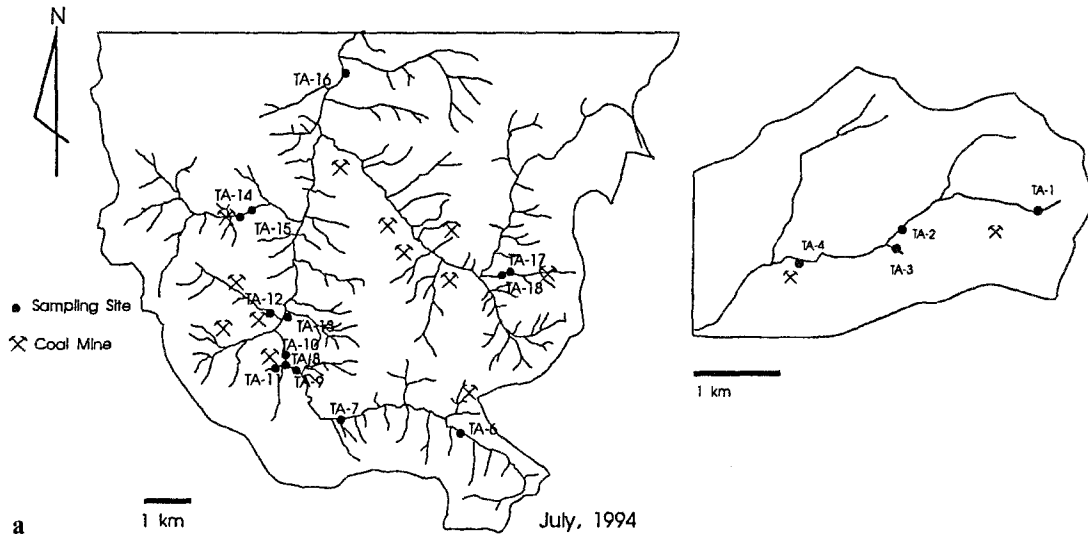 N
TA-16
TA-14
TA-15
TA-17
TA-18
TA-12
TA-13
TA-10
TA-8
TA-11
TA-9
TA-7
TA-6
Sampling Site
Coal Mine
1 km
a
July, 1994
TA-1
TA-2
TA-3
TA-4
1 km